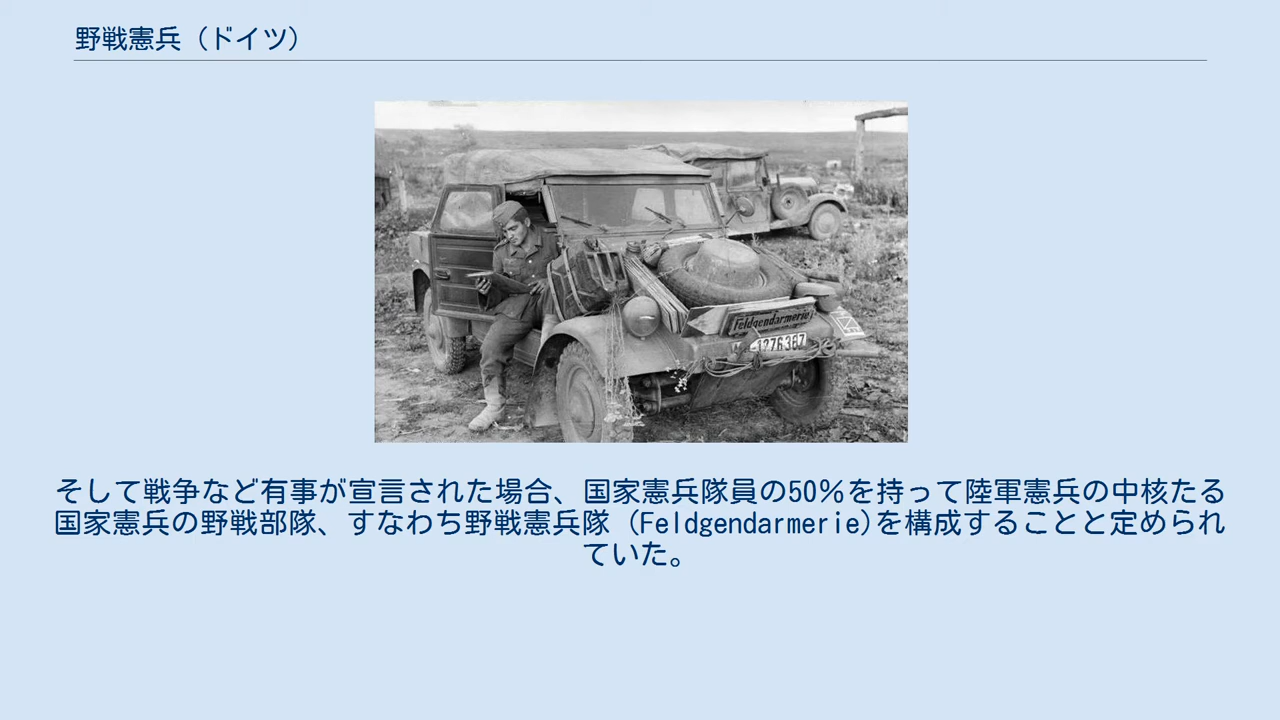 野戦憲兵（ドイツ）
Feldgendarmerie
-1276387
そして戦争など有事が宣言された場合、国家憲兵隊員の50％を持って陸軍憲兵の中核たる
国家憲兵の野戦部隊、すなわち野戦憲兵隊 (Feldgendarmerie)を構成することと定められ
ていた。